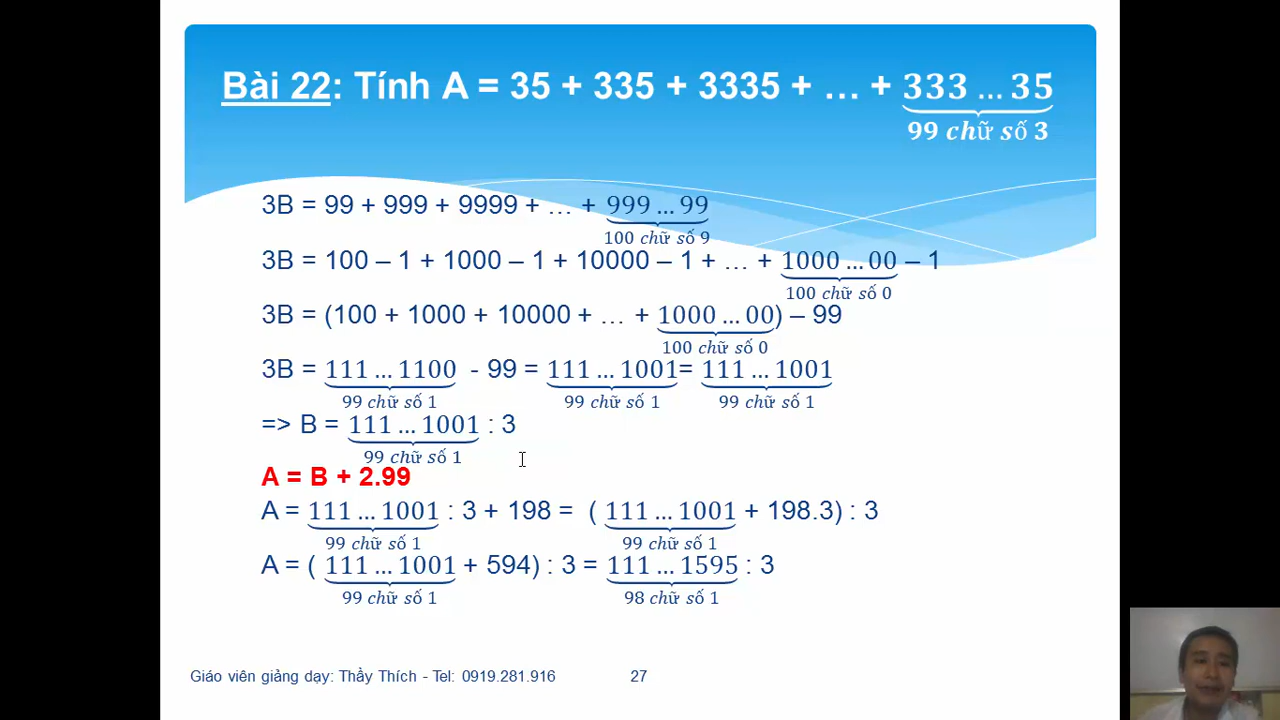 Bài 22: Tính A = 35 + 335 + 3335 + … + 333 … 35
99 chữ số 3
3B = 99 + 999 + 9999 + … + 999 … 99
100 chữ số 9
3B = 100 – 1 + 1000 – 1 + 10000 – 1 + … + 1000 … 00 – 1
100 chữ số 0
3B = (100 + 1000 + 10000 + … + 1000 … 00) – 99
100 chữ số 0
3B = 111 … 1100 - 99 = 111 … 1001= 111 … 1001
99 chữ số 1 99 chữ số 1 99 chữ số 1
=> B = 111 … 1001 : 3
99 chữ số 1
A = B + 2.99
A = 111 … 1001 : 3 + 198 = ( 111 … 1001 + 198.3) : 3
99 chữ số 1 99 chữ số 1
A = ( 111 … 1001 + 594) : 3 = 111 … 1595 : 3
99 chữ số 1 98 chữ số 1
Giáo viên giảng dạy: Thầy Thích - Tel: 0919.281.916 27